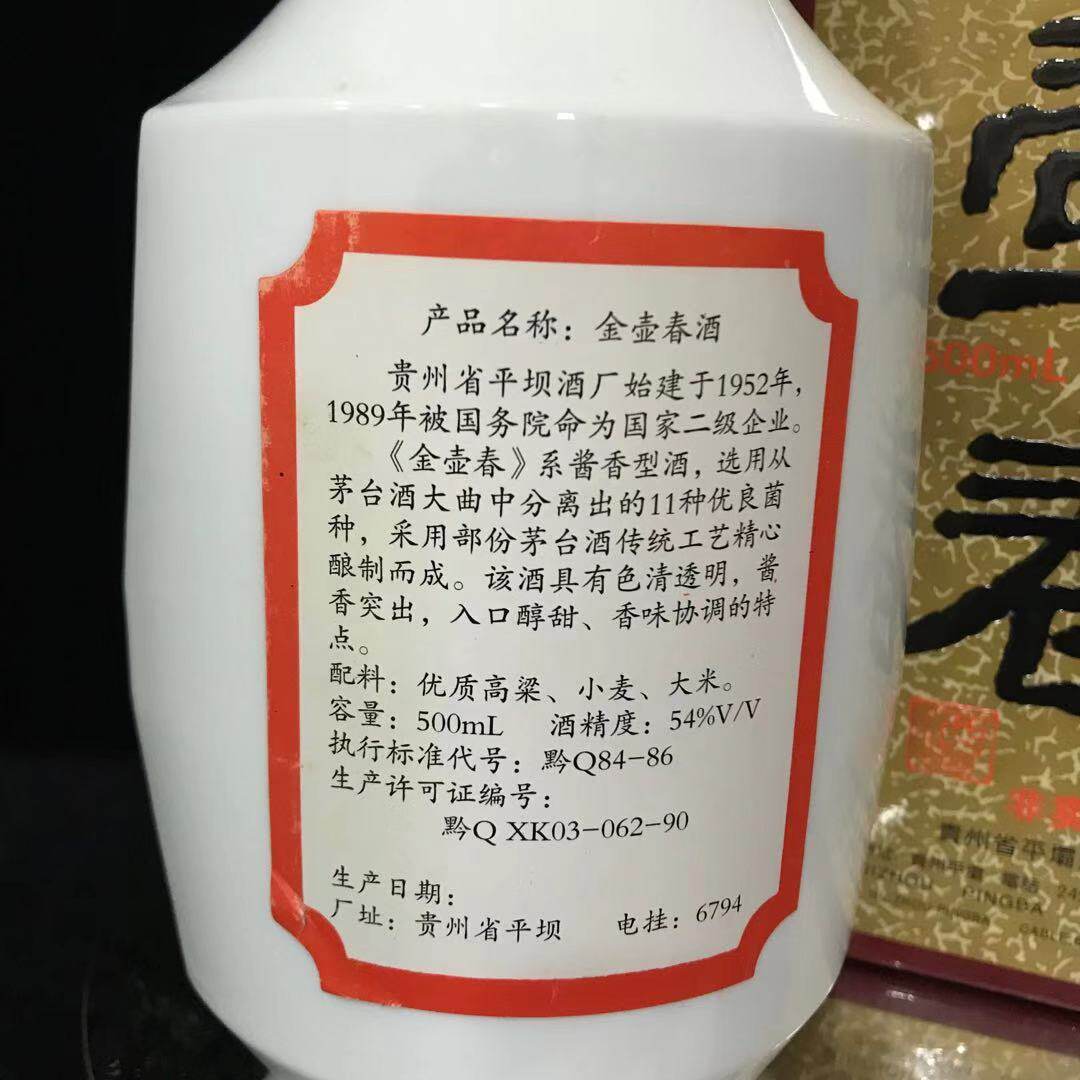 产品名称：金壶春酒
贵州省平坝酒厂始建于1952年，
1989年被国务院命为国家二级企业。
《金壶春》系酱香型酒，选用从
茅台酒大曲中分离出的11种优良菌
种，采用部份茅台酒传统工艺精心
酿制而成。该酒具有色清透明，酱
香突出，入口醇甜、香味协调的特
点。
配料：优质高粱、小麦、大米。
容量：500mL 酒精度：54%V/V
执行标准代号：黔Q84-86
生产许可证编号：
黔Q XK03-062-90
生产日期：
厂址：贵州省平坝 电挂：6794
500mL
春
貴州省平壩
PINGBA